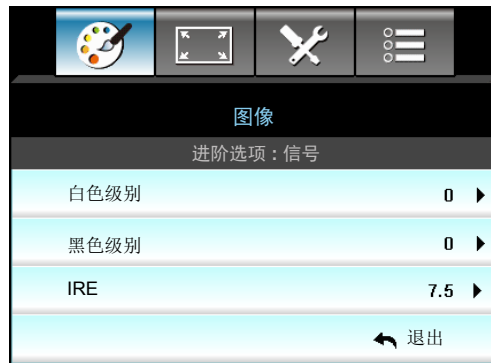 图像
进阶选项：信号
白色级别 0
黑色级别 0
IRE 7.5
退出